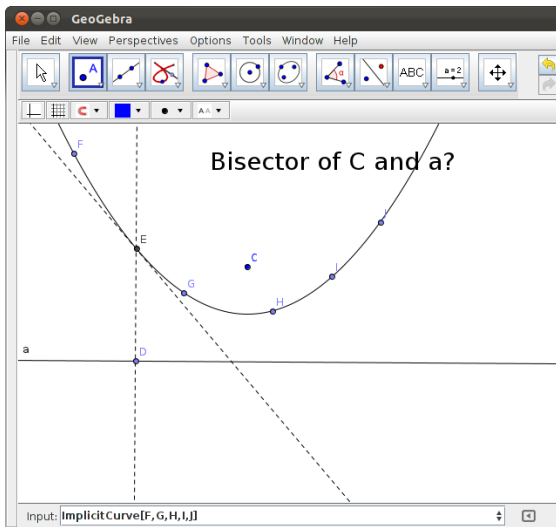 GeoGebra
File Edit View Perspectives Options Tools Window Help
A α ABC a=2
A A
Bisector of C and a?
F
E
C
G
J
H
a
D
Input: ImplicitCurve[F,G,H,I,J]